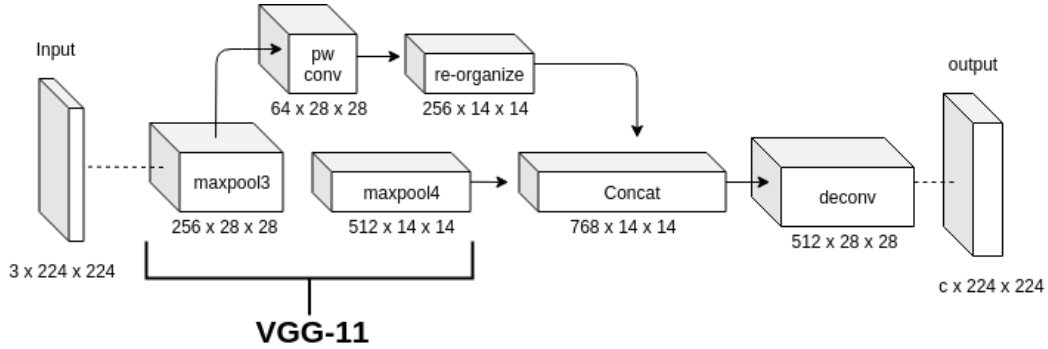 Input
pw
conv
re-organize
output
64 x 28 x 28
256 x 14 x 14
maxpool3
maxpool4
Concat
deconv
256 x 28 x 28
512 x 14 x 14
768 x 14 x 14
512 x 28 x 28
3 x 224 x 224
c x 224 x 224
VGG-11